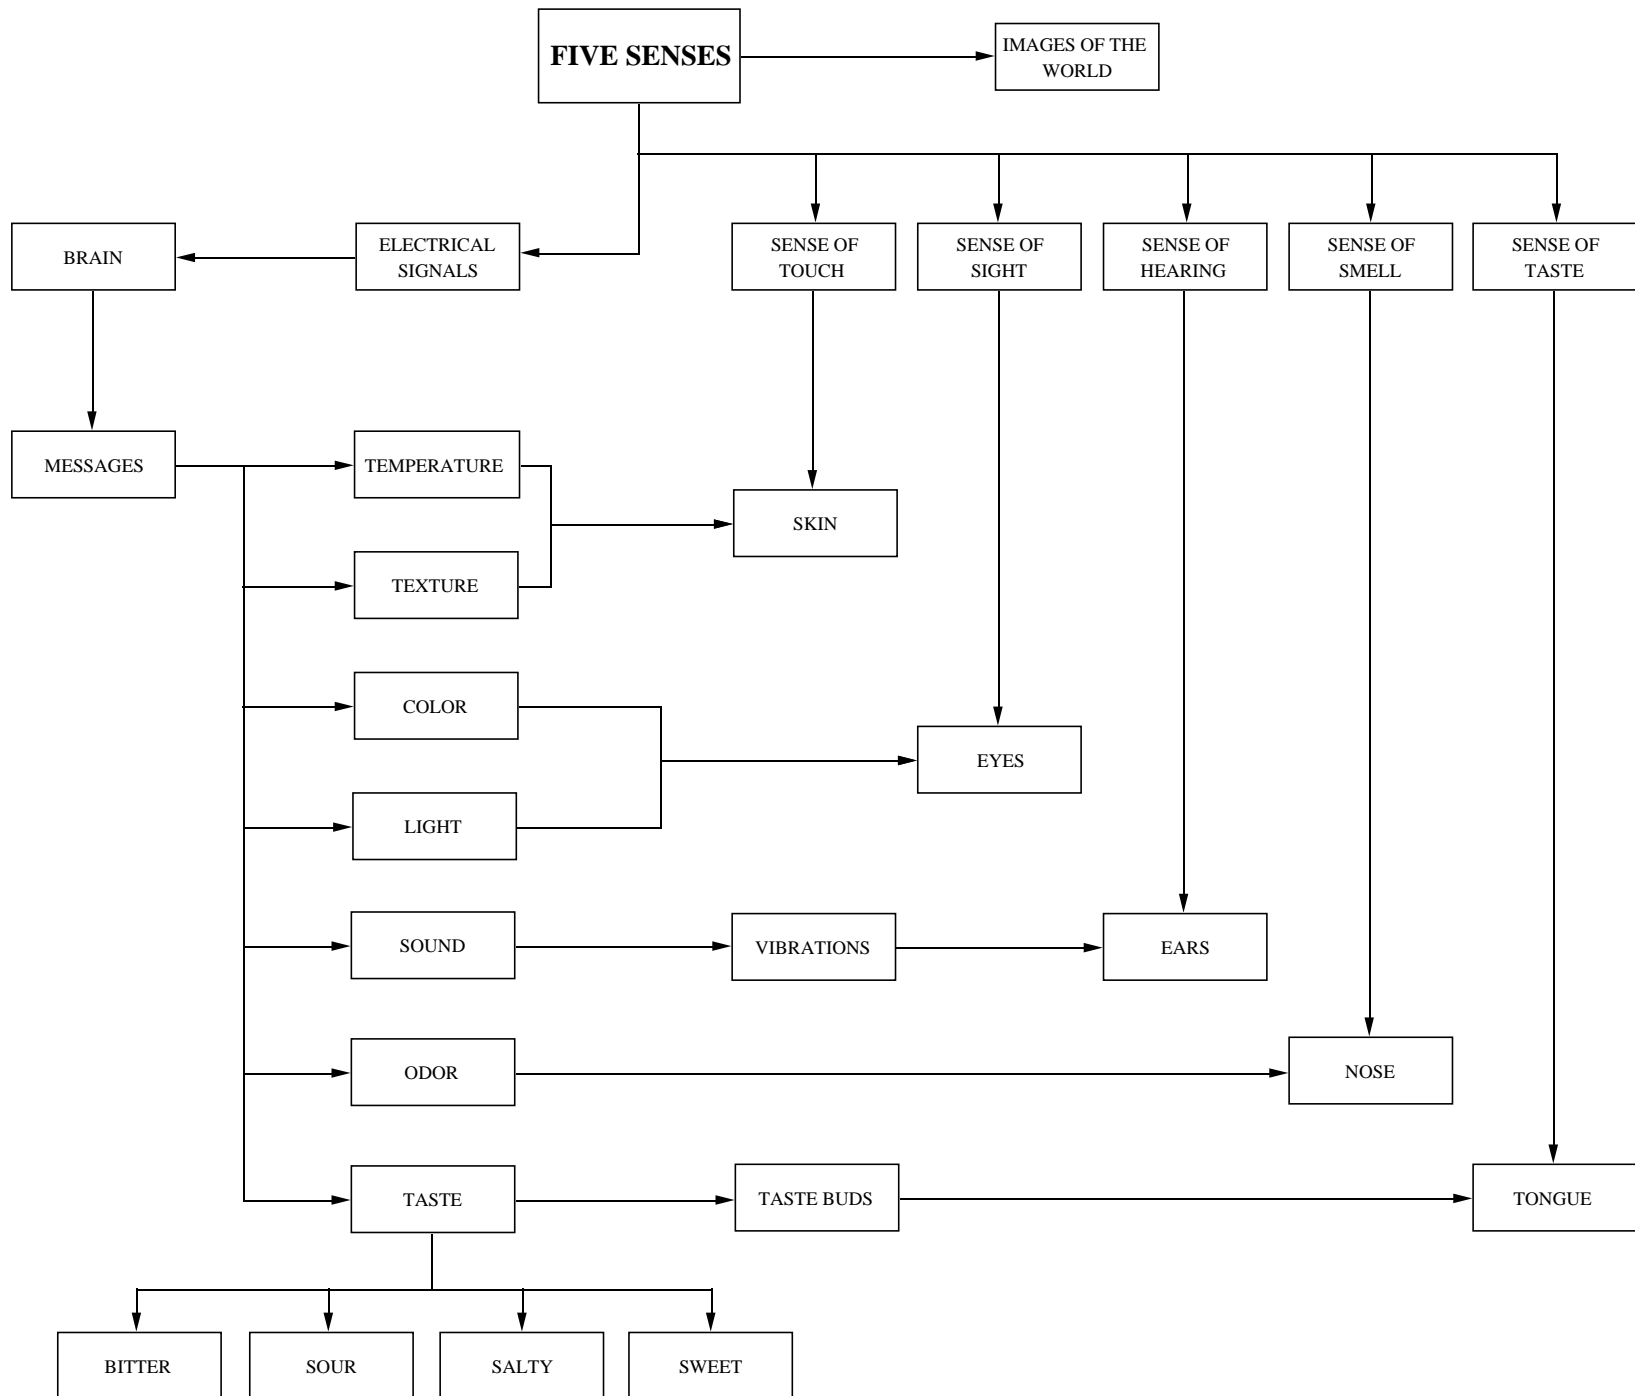 FIVE SENSES
IMAGES OF THE
WORLD
BRAIN
ELECTRICAL
SIGNALS
SENSE OF
TOUCH
SENSE OF
SIGHT
SENSE OF
HEARING
SENSE OF
SMELL
SENSE OF
TASTE
MESSAGES
TEMPERATURE
SKIN
TEXTURE
COLOR
EYES
LIGHT
SOUND
VIBRATIONS
EARS
ODOR
NOSE
TASTE
TASTE BUDS
TONGUE
BITTER
SOUR
SALTY
SWEET